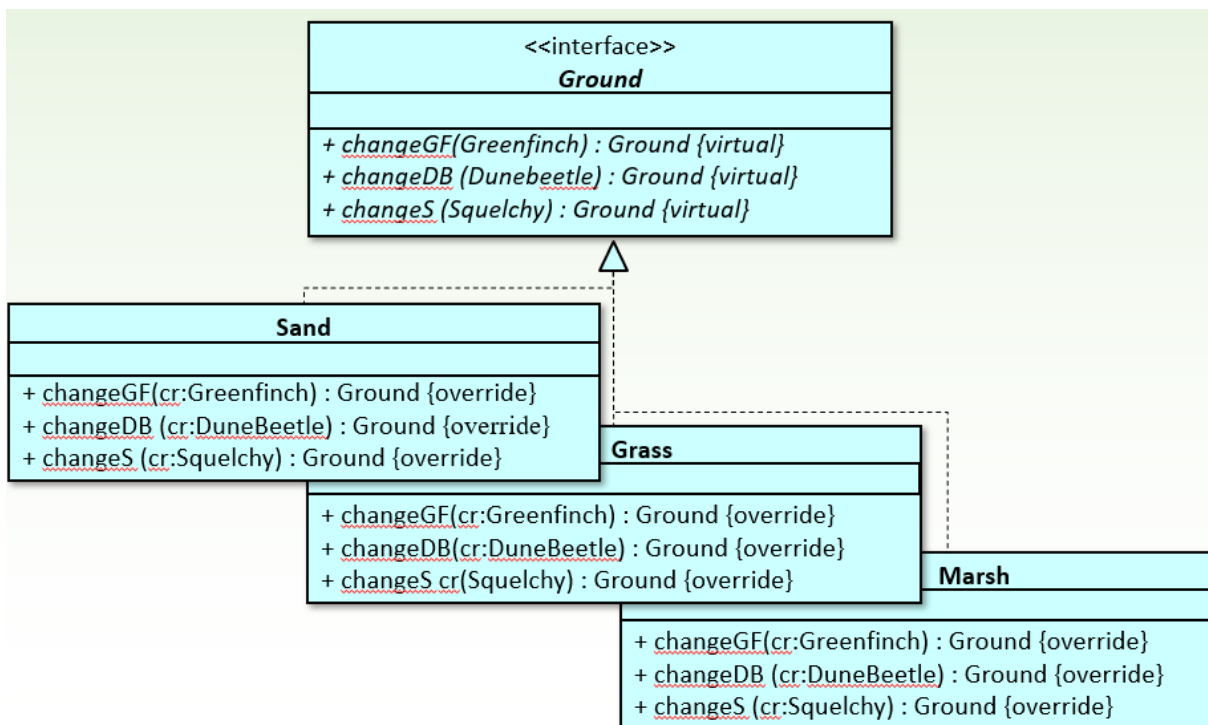 <<interface>>
Ground
+ changeGF(Greenfinch) : Ground {virtual}
+ changeDB (Dunebeetle) : Ground {virtual}
+ changeS (Squelchy) : Ground {virtual}
Sand
+ changeGF(cr:Greenfinch) : Ground {override}
+ changeDB (cr:DuneBeetle) : Ground {override}
+ changeS (cr:Squelchy) : Ground {override}
Grass
+ changeGF(cr:Greenfinch) : Ground {override}
+ changeDB(cr:DuneBeetle) : Ground {override}
+ changeS cr(Squelchy) : Ground {override}
Marsh
+ changeGF(cr:Greenfinch) : Ground {override}
+ changeDB (cr:DuneBeetle) : Ground {override}
+ changeS (cr:Squelchy) : Ground {override}